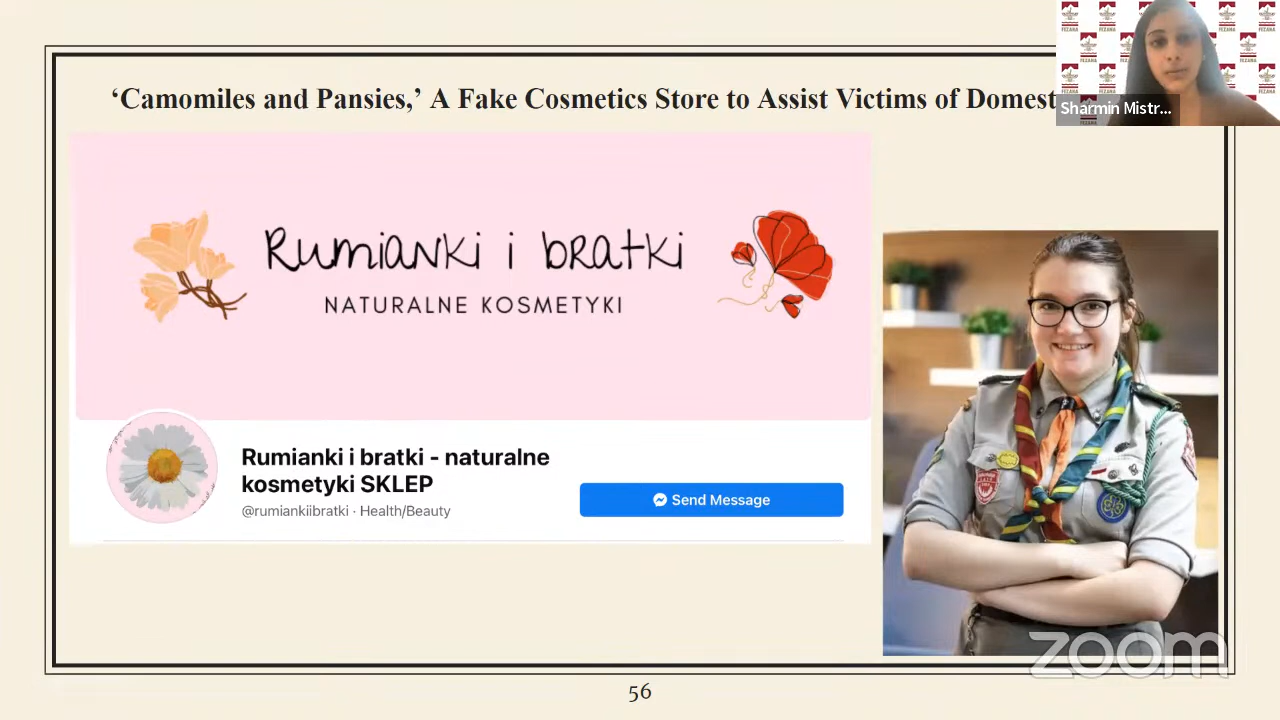 ‘Camomiles and Pansies,’ A Fake Cosmetics Store to Assist Victims of Domest
Sharmin Mistr...
FEZANA
Rumianki i bratki
NATURALNE KOSMETYKI
Rumianki i bratki - naturalne
kosmetyki SKLEP
@rumiankiibratki · Health/Beauty
Send Message
zoom
56